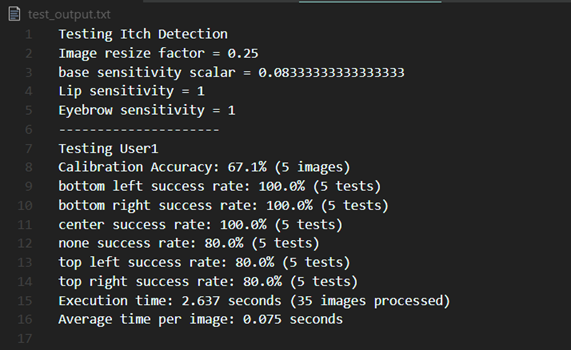 test_output.txt
1 Testing Itch Detection
2 Image resize factor = 0.25
3 base sensitivity scalar = 0.08333333333333333
4 Lip sensitivity = 1
5 Eyebrow sensitivity = 1
6 ---------------------
7 Testing User1
8 Calibration Accuracy: 67.1% (5 images)
9 bottom left success rate: 100.0% (5 tests)
10 bottom right success rate: 100.0% (5 tests)
11 center success rate: 100.0% (5 tests)
12 none success rate: 80.0% (5 tests)
13 top left success rate: 80.0% (5 tests)
14 top right success rate: 80.0% (5 tests)
15 Execution time: 2.637 seconds (35 images processed)
16 Average time per image: 0.075 seconds
17